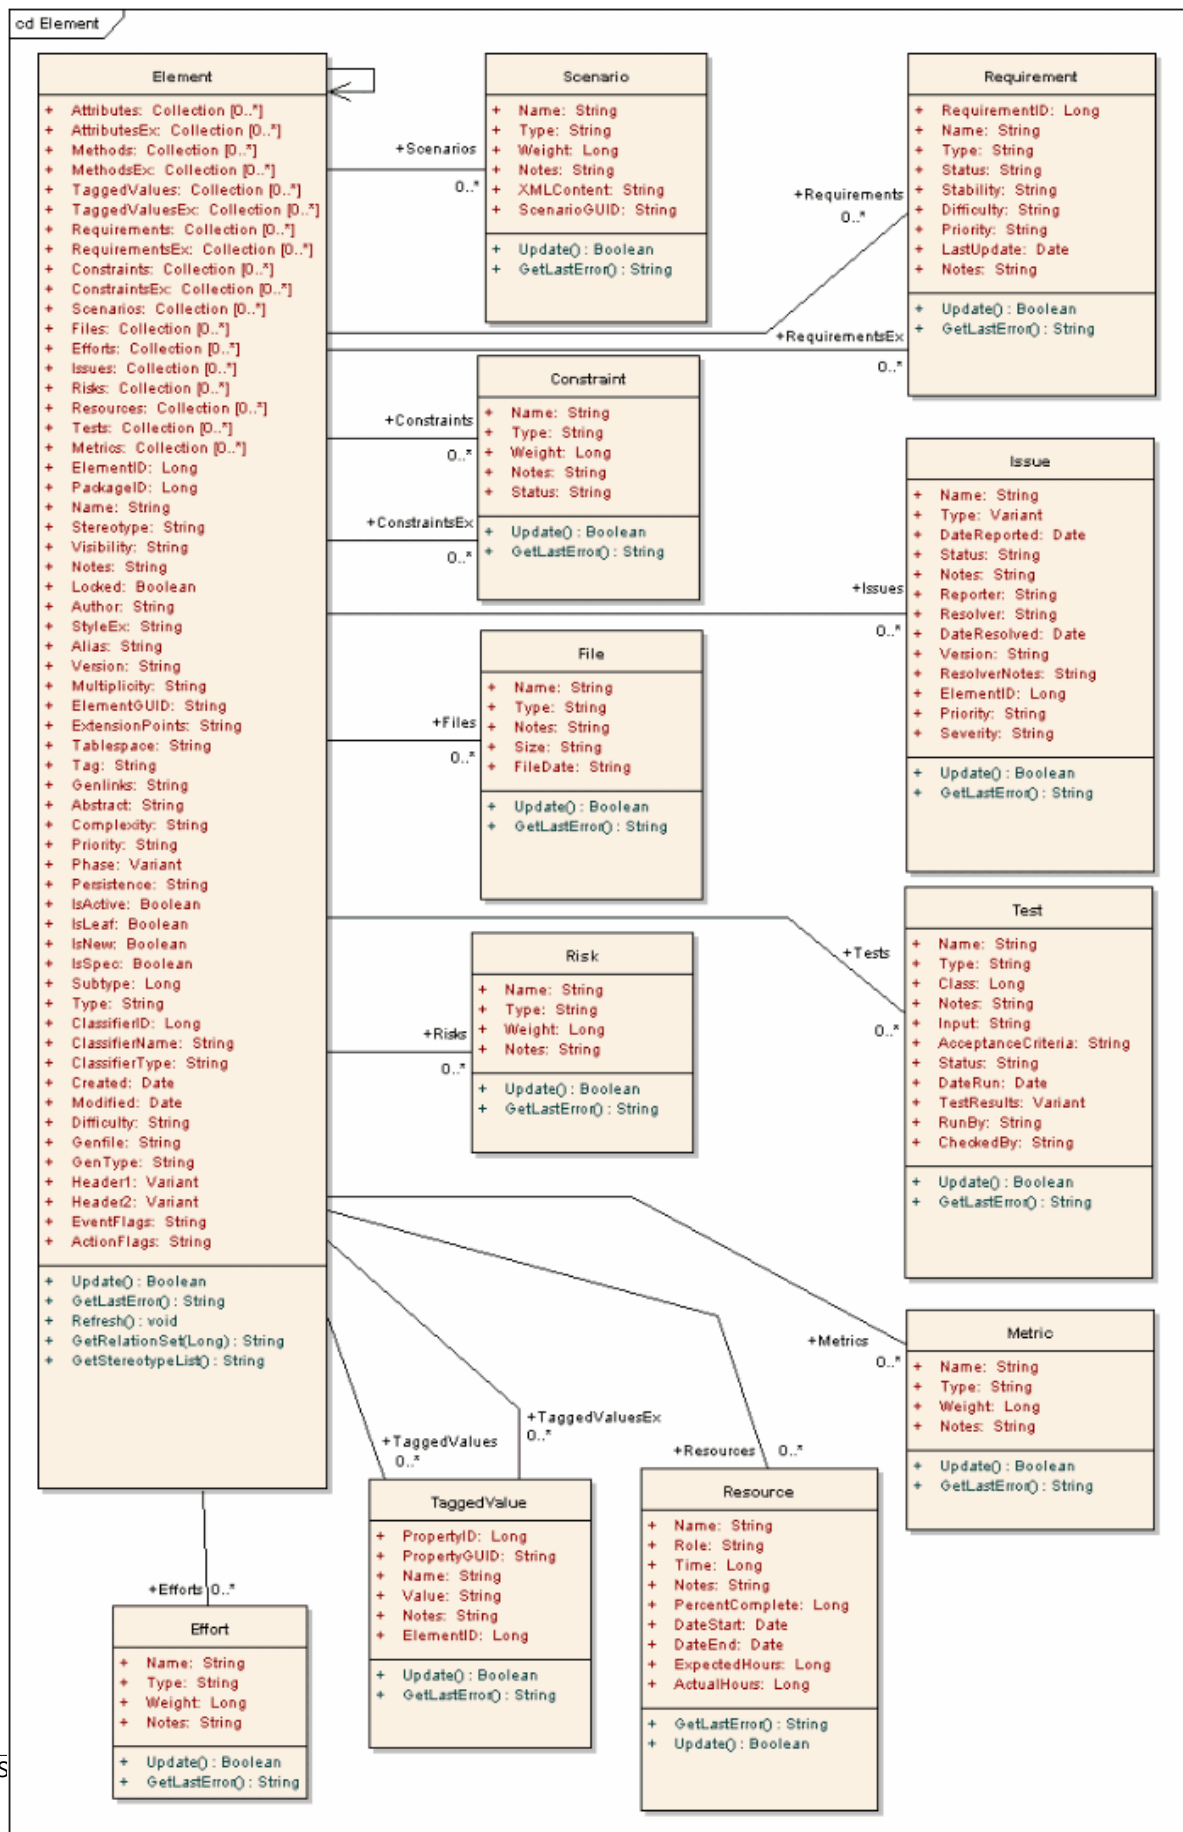 cd Element
Element
+ Attributes: Collection [0..*]
+ AttributesEx: Collection [0..*]
+ Methods: Collection [0..*]
+ MethodsEx: Collection [0..*]
+ TaggedValues: Collection [0..*]
+ TaggedValuesEx: Collection [0..*]
+ Requirements: Collection [0..*]
+ RequirementsEx: Collection [0..*]
+ Constraints: Collection [0..*]
+ ConstraintsEx: Collection [0..*]
+ Scenarios: Collection [0..*]
+ Files: Collection [0..*]
+ Efforts: Collection [0..*]
+ Issues: Collection [0..*]
+ Risks: Collection [0..*]
+ Resources: Collection [0..*]
+ Tests: Collection [0..*]
+ Metrics: Collection [0..*]
+ ElementID: Long
+ PackageID: Long
+ Name: String
+ Stereotype: String
+ Visibility: String
+ Notes: String
+ Locked: Boolean
+ Author: String
+ StyleEx: String
+ Alias: String
+ Version: String
+ Multiplicity: String
+ ElementGUID: String
+ ExtensionPoints: String
+ Tablespace: String
+ Tag: String
+ Genlinks: String
+ Abstract: String
+ Complexity: String
+ Priority: String
+ Phase: Variant
+ Persistence: String
+ IsActive: Boolean
+ IsLeaf: Boolean
+ IsNew: Boolean
+ IsSpec: Boolean
+ Subtype: Long
+ Type: String
+ ClassifierID: Long
+ ClassifierName: String
+ ClassifierType: String
+ Created: Date
+ Modified: Date
+ Difficulty: String
+ Genfile: String
+ GenType: String
+ Header1: Variant
+ Header2: Variant
+ EventFlags: String
+ ActionFlags: String
+ Update() : Boolean
+ GetLastError() : String
+ Refresh() : void
+ GetRelationSet(Long) : String
+ GetStereotypeList() : String
+Scenarios
0..*
Scenario
+ Name: String
+ Type: String
+ Weight: Long
+ Notes: String
+ XMLContent: String
+ ScenarioGUID: String
+ Update() : Boolean
+ GetLastError() : String
+Requirements
0..*
+RequirementsEx
0..*
Requirement
+ RequirementID: Long
+ Name: String
+ Type: String
+ Status: String
+ Stability: String
+ Difficulty: String
+ Priority: String
+ LastUpdate: Date
+ Notes: String
+ Update() : Boolean
+ GetLastError() : String
+Constraints
0..*
+ConstraintsEx
0..*
Constraint
+ Name: String
+ Type: String
+ Weight: Long
+ Notes: String
+ Status: String
+ Update() : Boolean
+ GetLastError() : String
+Issues
0..*
Issue
+ Name: String
+ Type: Variant
+ DateReported: Date
+ Status: String
+ Notes: String
+ Reporter: String
+ Resolver: String
+ DateResolved: Date
+ Version: String
+ ResolverNotes: String
+ ElementID: Long
+ Priority: String
+ Severity: String
+ Update() : Boolean
+ GetLastError() : String
+Files
0..*
File
+ Name: String
+ Type: String
+ Notes: String
+ Size: String
+ FileDate: String
+ Update() : Boolean
+ GetLastError() : String
+Tests
0..*
Test
+ Name: String
+ Type: String
+ Class: Long
+ Notes: String
+ Input: String
+ AcceptanceCriteria: String
+ Status: String
+ DateRun: Date
+ TestResults: Variant
+ RunBy: String
+ CheckedBy: String
+ Update() : Boolean
+ GetLastError() : String
+Risks
0..*
Risk
+ Name: String
+ Type: String
+ Weight: Long
+ Notes: String
+ Update() : Boolean
+ GetLastError() : String
+Metrics
0..*
Metric
+ Name: String
+ Type: String
+ Weight: Long
+ Notes: String
+ Update() : Boolean
+ GetLastError() : String
+TaggedValues
0..*
+TaggedValuesEx
0..*
TaggedValue
+ PropertyID: Long
+ PropertyGUID: String
+ Name: String
+ Value: String
+ Notes: String
+ ElementID: Long
+ Update() : Boolean
+ GetLastError() : String
+Resources 0..*
Resource
+ Name: String
+ Role: String
+ Time: Long
+ Notes: String
+ PercentComplete: Long
+ DateStart: Date
+ DateEnd: Date
+ ExpectedHours: Long
+ ActualHours: Long
+ GetLastError() : String
+ Update() : Boolean
+Efforts 0..*
Effort
+ Name: String
+ Type: String
+ Weight: Long
+ Notes: String
+ Update() : Boolean
+ GetLastError() : String
s